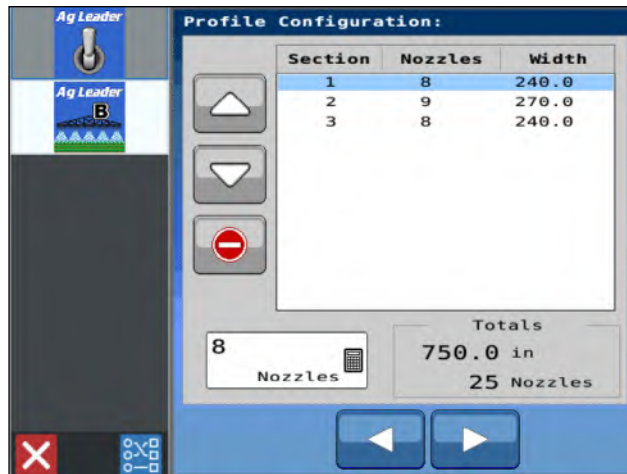 Ag Leader
Ag Leader
B
Profile Configuration:
Section Nozzles Width
1 8 240.0
2 9 270.0
3 8 240.0
8
Nozzles
Totals
750.0 in
25 Nozzles